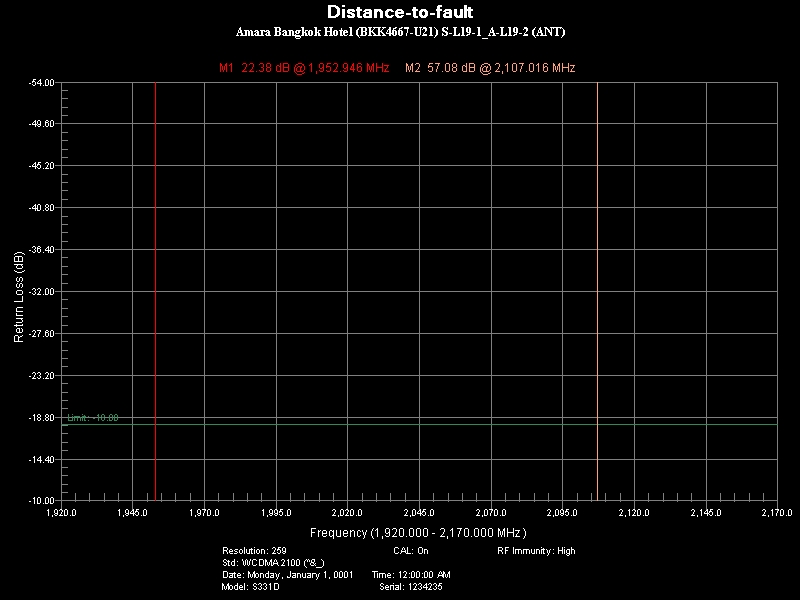 Distance-to-fault
Amara Bangkok Hotel (BKK4667-U21) S-L19-1_A-L19-2 (ANT)
M1 22.38 dB @ 1,952.946 MHz M2 57.08 dB @ 2,107.016 MHz
-54.00
-49.60
-45.20
-40.80
-36.40
-32.00
-27.60
-23.20
-18.80
-14.40
-10.00
Return Loss (dB)
1,920.0 1,945.0 1,970.0 1,995.0 2,020.0 2,045.0 2,070.0 2,095.0 2,120.0 2,145.0 2,170.0
Frequency (1,920.000 - 2,170.000 MHz )
Resolution: 259 CAL: On RF Immunity: High
Std: WCDMA 2100 (*&_)
Date: Monday, January 1, 0001 Time: 12:00:00 AM
Model: S331D Serial: 1234235